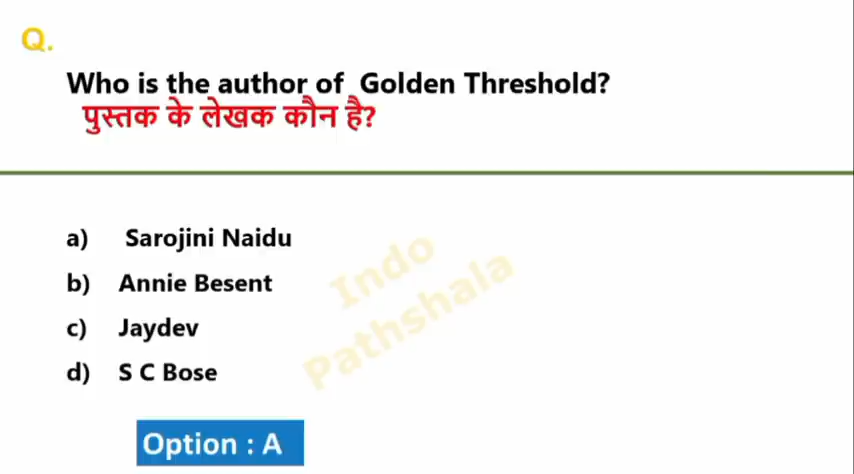 Q.
Who is the author of Golden Threshold?
पुस्तक के लेखक कौन है?
a) Sarojini Naidu
b) Annie Besent
c) Jaydev
d) S C Bose
Indo
Pathshala
Option : A